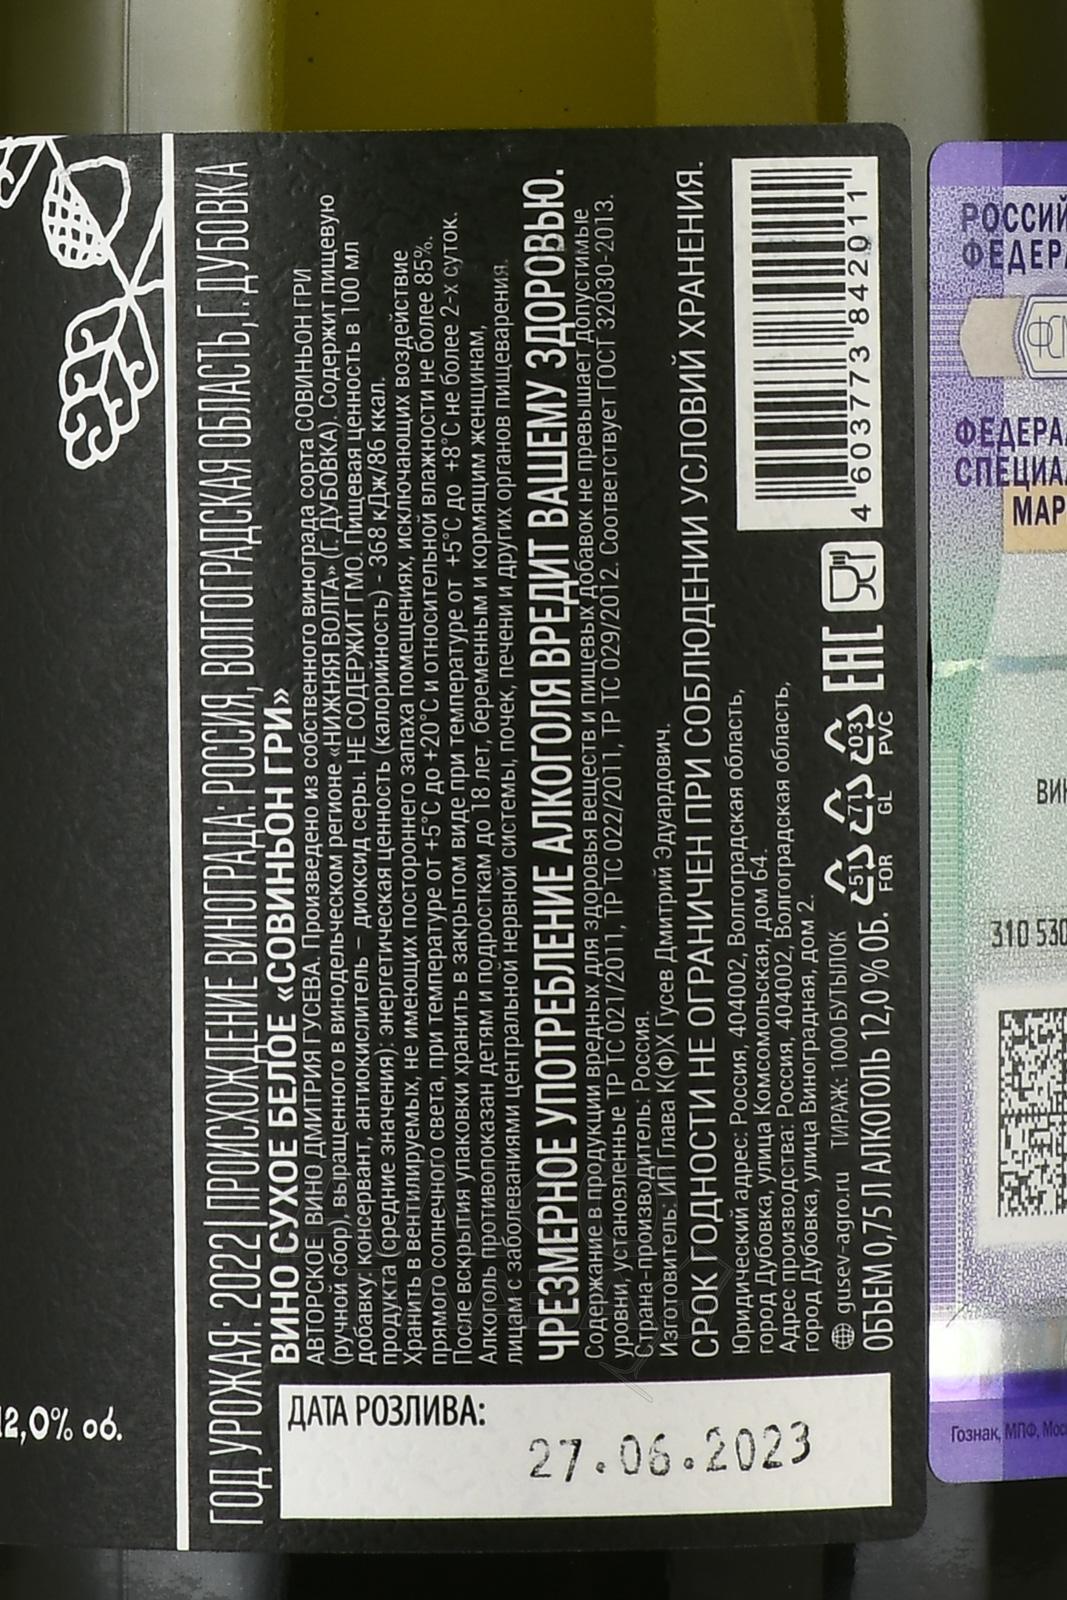 12,0% об.
ГОД УРОЖАЯ: 2022 | ПРОИСХОЖДЕНИЕ ВИНОГРАДА: РОССИЯ, ВОЛГОГРАДСКАЯ ОБЛАСТЬ, Г. ДУБОВКА
ВИНО СУХОЕ БЕЛОЕ «СОВИНЬОН ГРИ»
АВТОРСКОЕ ВИНО ДМИТРИЯ ГУСЕВА. Произведено из собственного винограда сорта СОВИНЬОН ГРИ
(ручной сбор), выращенного в винодельческом регионе «НИЖНЯЯ ВОЛГА» (Г. ДУБОВКА). Содержит пищевую
добавку: консервант, антиокислитель – диоксид серы. НЕ СОДЕРЖИТ ГМО. Пищевая ценность в 100 мл
продукта (средние значения): энергетическая ценность (калорийность) - 368 кДж/86 ккал.
Хранить в вентилируемых, не имеющих постороннего запаха помещениях, исключающих воздействие
прямого солнечного света, при температуре от +5°С до +20°С и относительной влажности не более 85%.
После вскрытия упаковки хранить в закрытом виде при температуре от +5°С до +8°С не более 2-х суток.
Алкоголь противопоказан детям и подросткам до 18 лет, беременным и кормящим женщинам,
лицам с заболеваниями центральной нервной системы, почек, печени и других органов пищеварения.
ЧРЕЗМЕРНОЕ УПОТРЕБЛЕНИЕ АЛКОГОЛЯ ВРЕДИТ ВАШЕМУ ЗДОРОВЬЮ.
Содержание в продукции вредных для здоровья веществ и пищевых добавок не превышает допустимые
уровни, установленные ТР ТС 021/2011, ТР ТС 022/2011, ТР ТС 029/2012. Соответствует ГОСТ 32030-2013.
Страна-производитель: Россия.
Изготовитель: ИП Глава К(Ф)Х Гусев Дмитрий Эдуардович.
СРОК ГОДНОСТИ НЕ ОГРАНИЧЕН ПРИ СОБЛЮДЕНИИ УСЛОВИЙ ХРАНЕНИЯ.
Юридический адрес: Россия, 404002, Волгоградская область,
город Дубовка, улица Комсомольская, дом 64.
Адрес производства: Россия, 404002, Волгоградская область,
город Дубовка, улица Виноградная, дом 2.
gusev-agro.ru ТИРАЖ: 1000 БУТЫЛОК
ОБЪЕМ 0,75 Л АЛКОГОЛЬ 12,0 % ОБ.
51 71 03
FOR GL PVC
EAC
4 603773 842011
ДАТА РОЗЛИВА:
27.06.2023
РОССИЙ
ФЕДЕРА
ФСМ
ФЕДЕРА
СПЕЦИА
МАР
ВИН
310 530
Гознак, МПФ, Мос